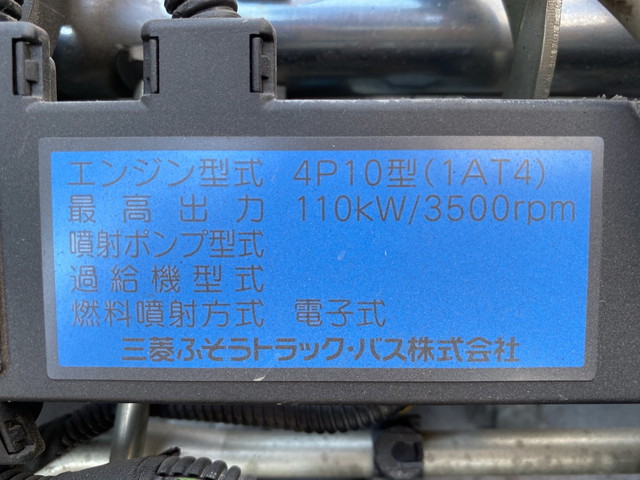 エンジン型式 4P10型(1AT4)
最高出力 110kW/3500rpm
噴射ポンプ型式
過給機型式
燃料噴射方式 電子式
三菱ふそうトラック・バス株式会社